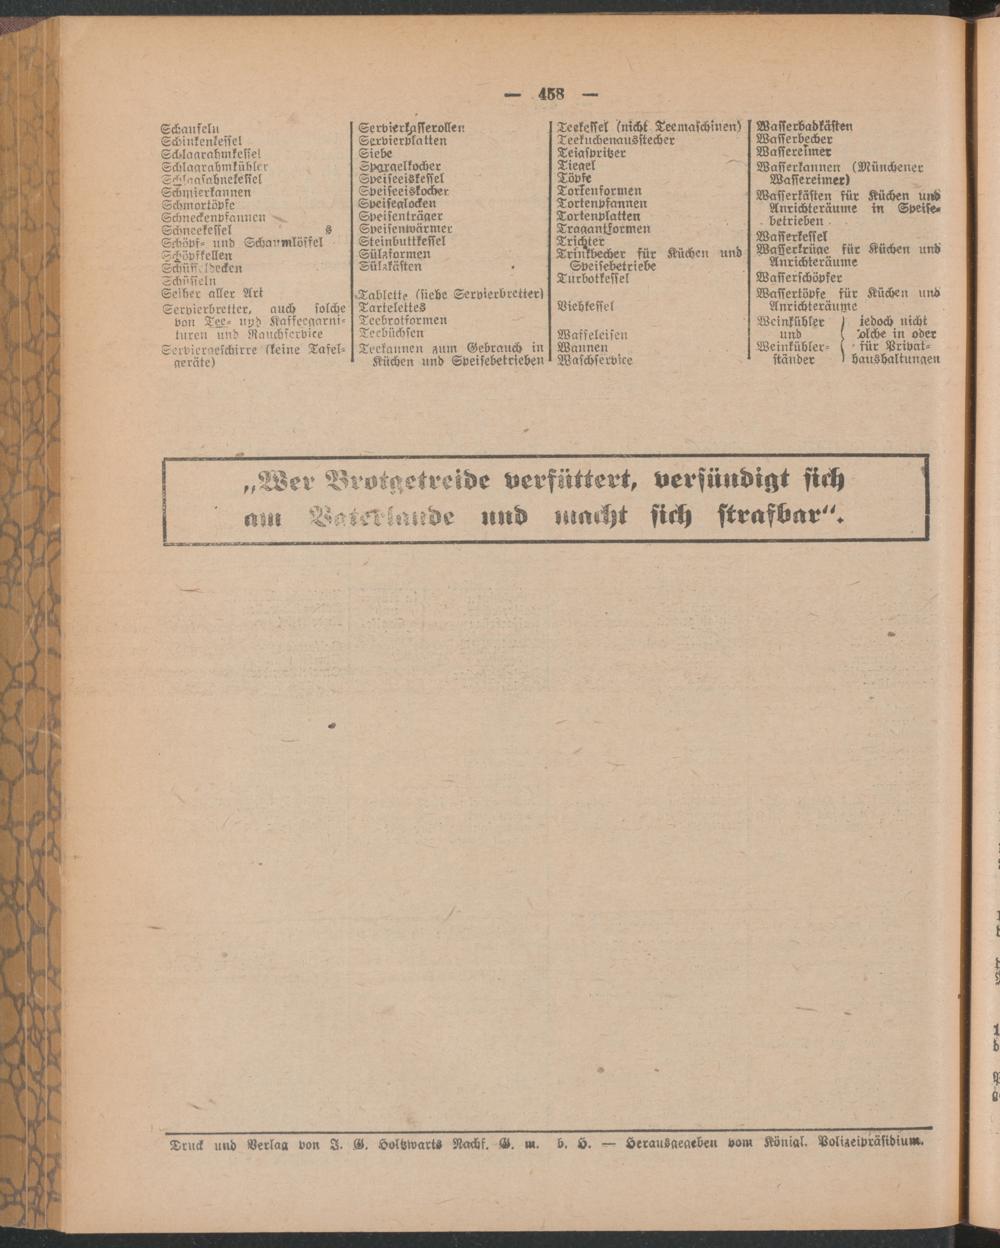 — 458 —
Schaufeln
Schinkenkessel
Schlagrahmkessel
Schlagrahmkühler
Schlagsahnekessel
Schmierkannen
Schmortöpfe
Schneckenpfannen
Schneekessel s
Schöpf- und Schaumlöffel
Schöpfkellen
Schüsseldecken
Schüsseln
Seiher aller Art
Servierbretter, auch solche
von Tee- und Kaffeegarni-
turen und Rauchservice
Serviergeschirre (keine Tafel-
geräte)
Servierkasserollen
Servierplatten
Siebe
Spargelkocher
Speiseeiskessel
Speiseeiskocher
Speiseglocken
Speisenträger
Speisenwärmer
Steinbuttkessel
Sülzformen
Sülzkästen
Tablette (siehe Servierbretter)
Tartelettes
Teebrotformen
Teebüchsen
Teekannen zum Gebrauch in
Küchen und Speisebetrieben
Teekessel (nicht Teemaschinen)
Teekuchenausstecher
Teigspritzer
Tiegel
Töpfe
Tortenformen
Tortenpfannen
Tortenplatten
Tragantformen
Trichter
Trinkbecher für Küchen und
Speisebetriebe
Turbotkessel
Viehkessel
Waffeleisen
Wannen
Waschservice
Wasserbadkästen
Wasserbecher
Wassereimer
Wasserkannen (Münchener
Wassereimer)
Wasserkästen für Küchen und
Anrichteräume in Speise-
betrieben
Wasserkessel
Wasserkrüge für Küchen und
Anrichteräume
Wasserschöpfer
Wassertöpfe für Küchen und
Anrichteräume
Weinkühler } jedoch nicht
und olche in oder
Weinkühler- für Privat-
ständer haushaltungen
„Wer Brotgetreide verfüttert, versündigt sich
am Vaterlande und macht sich strafbar“.
Druck und Verlag von J. G. Holtzwarts Nachf. G. m. b. H. — Herausgegeben vom Königl. Polizeipräsidium.